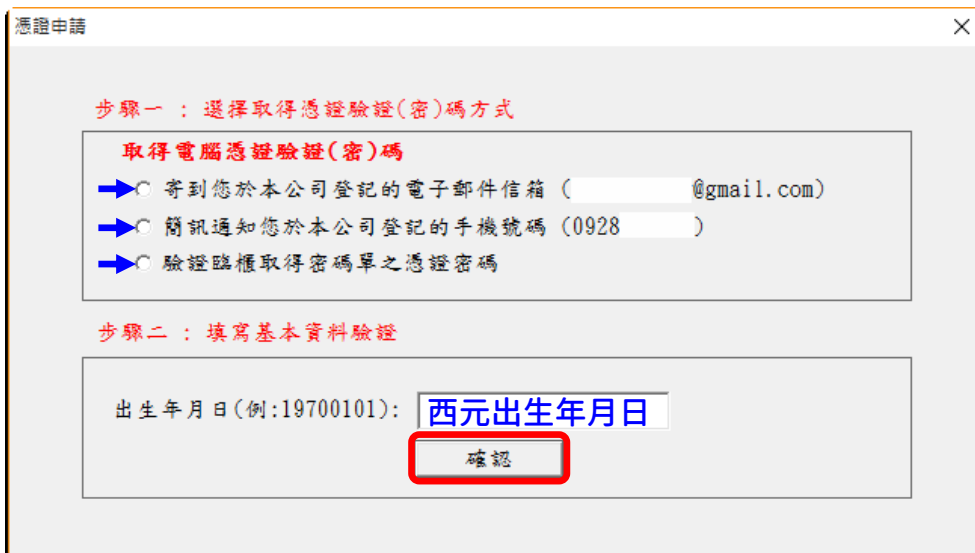 憑證申請
步驟一 : 選擇取得憑證驗證(密)碼方式
取得電腦憑證驗證(密)碼
寄到您於本公司登記的電子郵件信箱 ( @gmail.com)
簡訊通知您於本公司登記的手機號碼 (0928 )
驗證臨櫃取得密碼單之憑證密碼
步驟二 : 填寫基本資料驗證
出生年月日(例:19700101): 西元出生年月日
確認